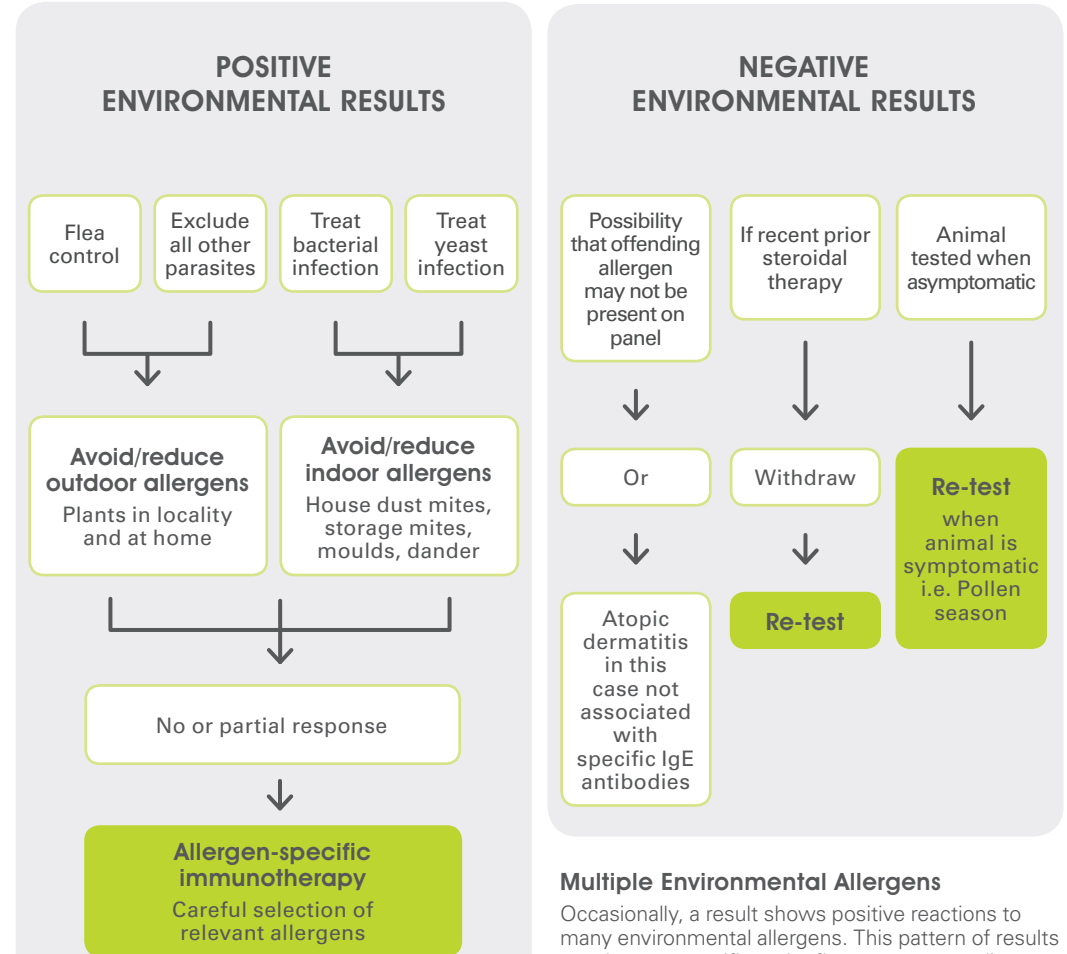 POSITIVE
ENVIRONMENTAL RESULTS
Flea
control
Exclude
all other
parasites
Treat
bacterial
infection
Treat
yeast
infection
Avoid/reduce
outdoor allergens
Plants in locality
and at home
Avoid/reduce
indoor allergens
House dust mites,
storage mites,
moulds, dander
No or partial response
Allergen-specific
immunotherapy
Careful selection of
relevant allergens
NEGATIVE
ENVIRONMENTAL RESULTS
Possibility
that offending
allergen
may not be
present on
panel
Or
Atopic
dermatitis
in this
case not
associated
with
specific IgE
antibodies
If recent prior
steroidal
therapy
Withdraw
Re-test
Animal
tested when
asymptomatic
Re-test
when
animal is
symptomatic
i.e. Pollen
season
Multiple Environmental Allergens
Occasionally, a result shows positive reactions to
many environmental allergens. This pattern of results